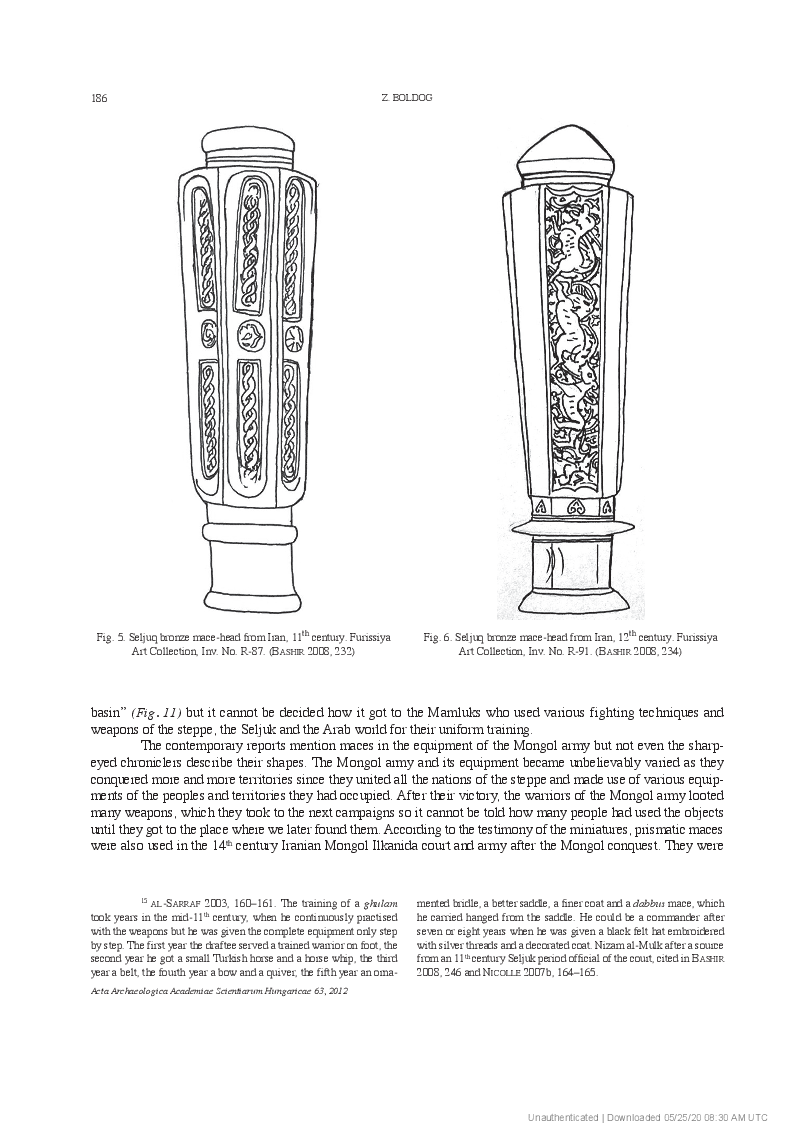 186
Z. BOLDOG
Fig. 5. Seljuq bronze mace-head from Iran, 11th century. Furissiya
Art Collection, Inv. No. R-87. (BASHIR 2008, 232)
Fig. 6. Seljuq bronze mace-head from Iran, 12th century. Furissiya
Art Collection, Inv. No. R-91. (BASHIR 2008, 234)
basin” (Fig. 11) but it cannot be decided how it got to the Mamluks who used various fighting techniques and
weapons of the steppe, the Seljuk and the Arab world for their uniform training.
The contemporary reports mention maces in the equipment of the Mongol army but not even the sharp-
eyed chroniclers describe their shapes. The Mongol army and its equipment became unbelievably varied as they
conquered more and more territories since they united all the nations of the steppe and made use of various equip-
ments of the peoples and territories they had occupied. After their victory, the warriors of the Mongol army looted
many weapons, which they took to the next campaigns so it cannot be told how many people had used the objects
until they got to the place where we later found them. According to the testimony of the miniatures, prismatic maces
were also used in the 14th century Iranian Mongol Ilkanida court and army after the Mongol conquest. They were
15 AL-SARRAF 2003, 160–161. The training of a ghulam
took years in the mid-11th century, when he continuously practised
with the weapons but he was given the complete equipment only step
by step. The first year the draftee served a trained warrior on foot, the
second year he got a small Turkish horse and a horse whip, the third
year a belt, the fourth year a bow and a quiver, the fifth year an orna-
mented bridle, a better saddle, a finer coat and a dabbus mace, which
he carried hanged from the saddle. He could be a commander after
seven or eight years when he was given a black felt hat embroidered
with silver threads and a decorated coat. Nizam al-Mulk after a source
from an 11th century Seljuk period official of the court, cited in BASHIR
2008, 246 and NICOLLE 2007b, 164–165.
Acta Archaeologica Academiae Scientiarum Hungaricae 63, 2012
Unauthenticated | Downloaded 05/25/20 08:30 AM UTC